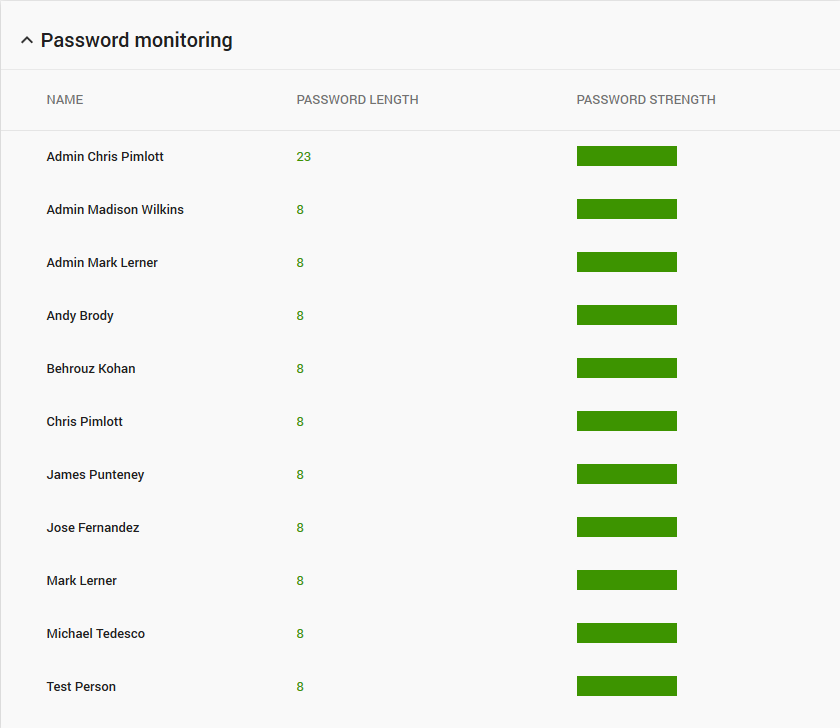 Password monitoring
NAME PASSWORD LENGTH PASSWORD STRENGTH
Admin Chris Pimlott 23
Admin Madison Wilkins 8
Admin Mark Lerner 8
Andy Brody 8
Behrouz Kohan 8
Chris Pimlott 8
James Punteney 8
Jose Fernandez 8
Mark Lerner 8
Michael Tedesco 8
Test Person 8